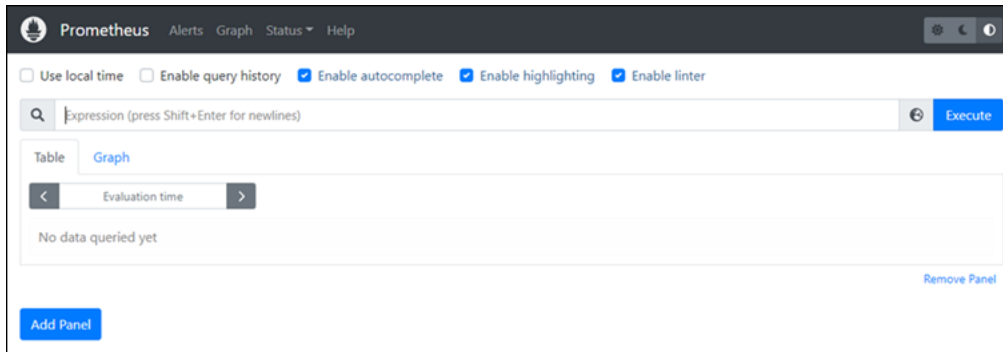 Prometheus Alerts Graph Status Help
Use local time Enable query history Enable autocomplete Enable highlighting Enable linter
Expression (press Shift+Enter for newlines) Execute
Table Graph
Evaluation time
No data queried yet
Remove Panel
Add Panel